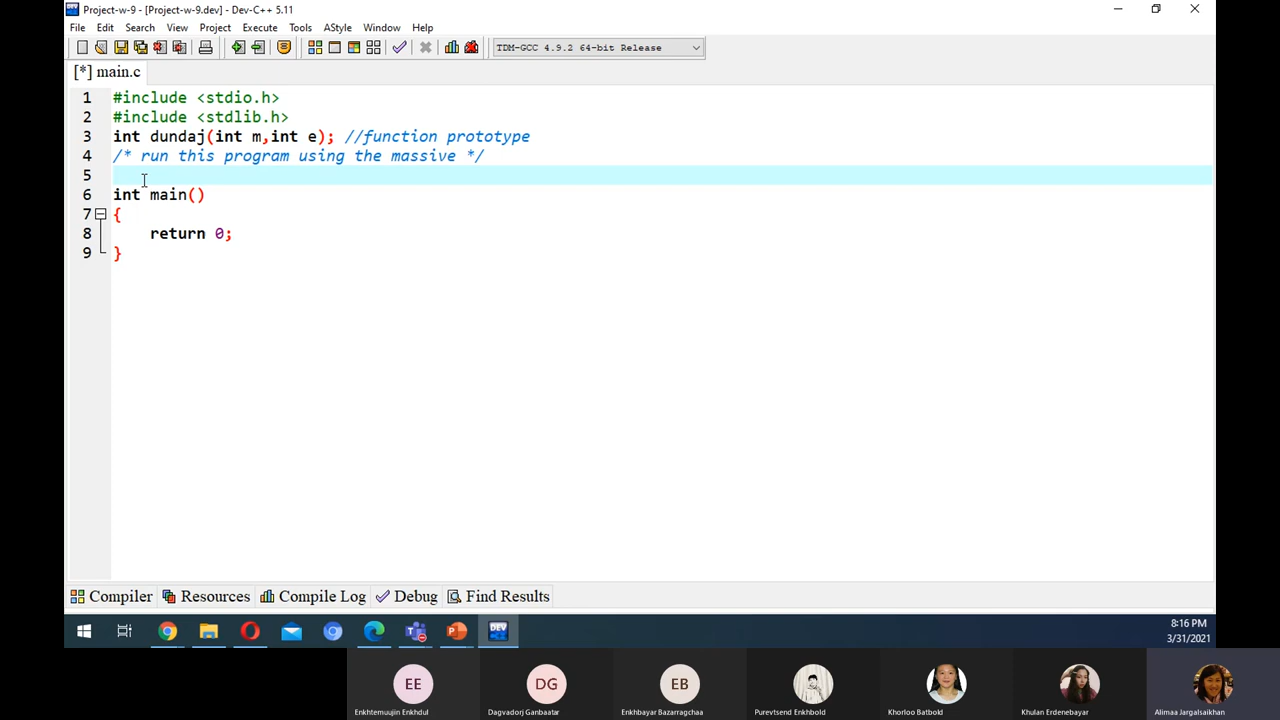 Project-w-9 - [Project-w-9.dev] - Dev-C++ 5.11
File Edit Search View Project Execute Tools AStyle Window Help
TDM-GCC 4.9.2 64-bit Release
[*] main.c
1 #include <stdio.h>
2 #include <stdlib.h>
3 int dundaj(int m,int e); //function prototype
4 /* run this program using the massive */
5
6 int main()
7 {
8 return 0;
9 }
Compiler Resources Compile Log Debug Find Results
DEV
8:16 PM
3/31/2021
EE DG EB
Enkhtemuujin Enkhdul Dagvadorj Ganbaatar Enkhbayar Bazarragchaa Purevtsend Enkhbold Khorloo Batbold Khulan Erdenebayar Alimaa Jargalsaikhan